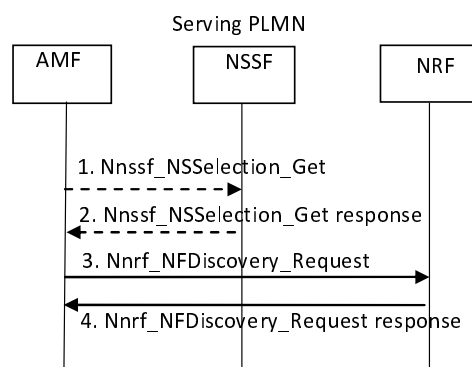 Serving PLMN
AMF
NSSF
NRF
1. Nnssf_NSSelection_Get
2. Nnssf_NSSelection_Get response
3. Nnrf_NFDiscovery_Request
4. Nnrf_NFDiscovery_Request response